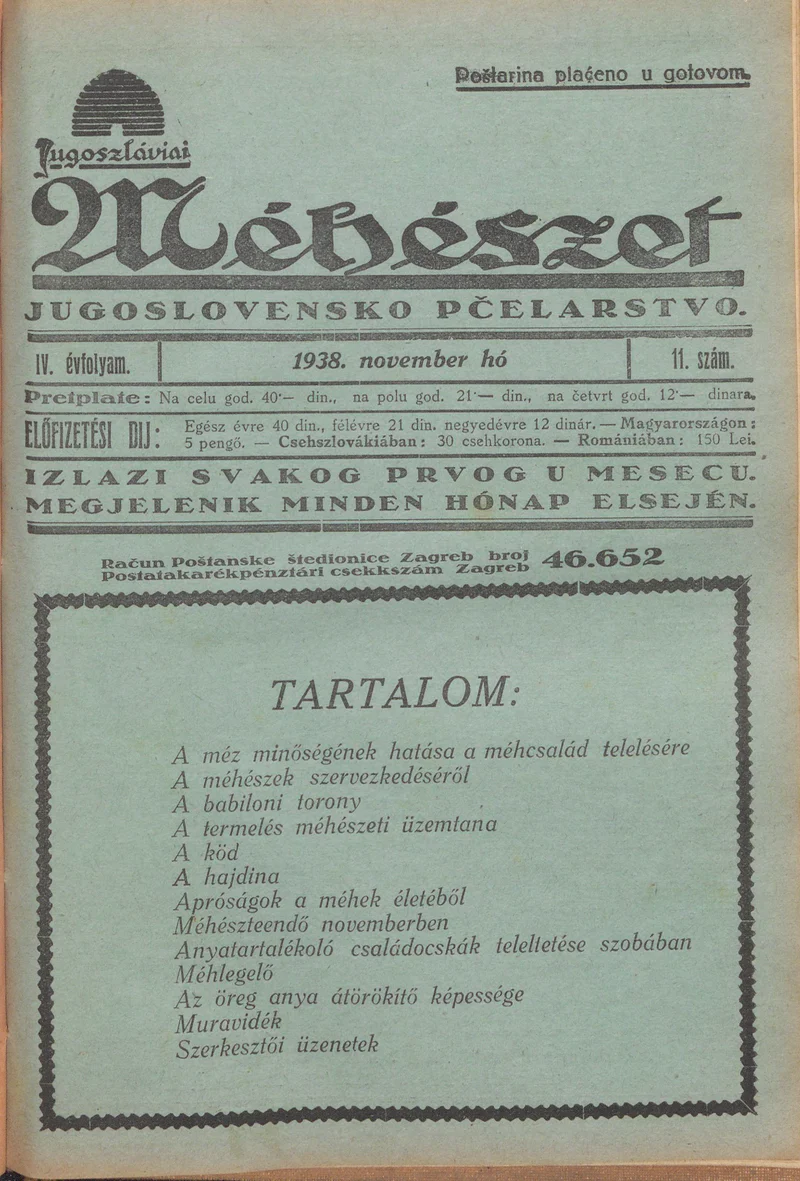 Poštarina plaćeno u gotovom.
Jugoszláviai
Méhészet
JUGOSLOVENSKO PČELARSTVO.
IV. évfolyam.
1938. november hó
11. szám.
Pretplate: Na celu god. 40·— din., na polu god. 21·— din., na četvrt god. 12·— dinara.
ELŐFIZETÉSI DIJ:
Egész évre 40 din., félévre 21 din. negyedévre 12 dinár. — Magyarországon:
5 pengő. — Csehszlovákiában: 30 csehkorona. — Romániában: 150 Lei.
IZLAZI SVAKOG PRVOG U MESECU.
MEGJELENIK MINDEN HÓNAP ELSEJÉN.
Račun Poštanske štedionice Zagreb broj
Postatakarékpénztári csekkszám Zagreb
46.652
TARTALOM:
A méz minőségének hatása a méhcsalád telelésére
A méhészek szervezkedéséről
A babiloni torony
A termelés méhészeti üzemtana
A köd
A hajdina
Apróságok a méhek életéből
Méhészteendő novemberben
Anyatartalékoló családocskák teleltetése szobában
Méhlegelő
Az öreg anya átörökítő képessége
Muravidék
Szerkesztői üzenetek